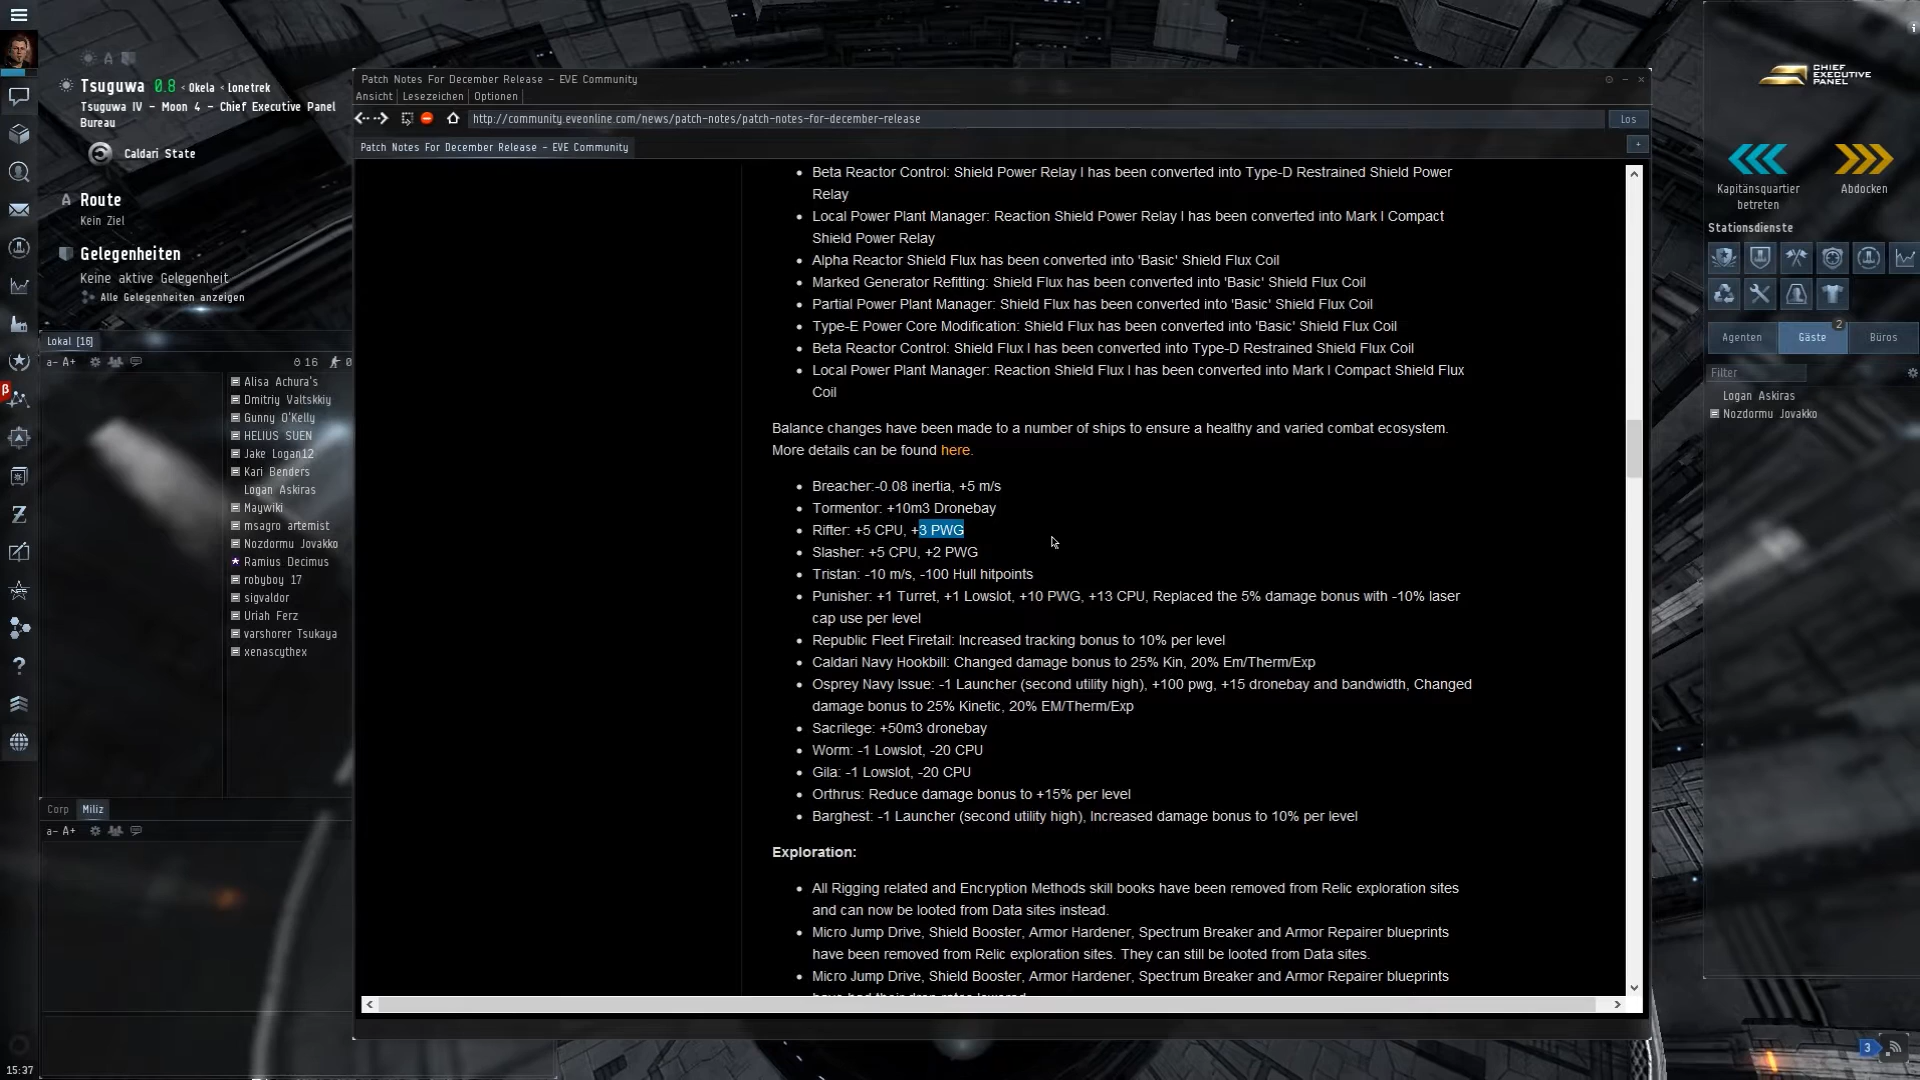 Tsuguwa 0.8 < Okela < Lonetrek
Tsuguwa IV - Moon 4 - Chief Executive Panel
Bureau
Caldari State
Route
Kein Ziel
Gelegenheiten
Keine aktive Gelegenheit
Alle Gelegenheiten anzeigen
Lokal [16]
a- A+
16
0
Alisa Achura's
Dmitriy Valtskkiy
Gunny O'Kelly
HELIUS SUEN
Jake Logan12
Kari Benders
Logan Askiras
Maywiki
msagro artemist
Nozdormu Jovakko
Ramius Decimus
robyboy 17
sigvaldor
Uriah Ferz
varshorer Tsukaya
xenascythex
Corp Miliz
a- A+
15:37
Patch Notes For December Release - EVE Community
Ansicht Lesezeichen Optionen
http://community.eveonline.com/news/patch-notes/patch-notes-for-december-release
Los
Patch Notes For December Release - EVE Community
+
• Beta Reactor Control: Shield Power Relay I has been converted into Type-D Restrained Shield Power
Relay
• Local Power Plant Manager: Reaction Shield Power Relay I has been converted into Mark I Compact
Shield Power Relay
• Alpha Reactor Shield Flux has been converted into 'Basic' Shield Flux Coil
• Marked Generator Refitting: Shield Flux has been converted into 'Basic' Shield Flux Coil
• Partial Power Plant Manager: Shield Flux has been converted into 'Basic' Shield Flux Coil
• Type-E Power Core Modification: Shield Flux has been converted into 'Basic' Shield Flux Coil
• Beta Reactor Control: Shield Flux I has been converted into Type-D Restrained Shield Flux Coil
• Local Power Plant Manager: Reaction Shield Flux I has been converted into Mark I Compact Shield Flux
Coil
Balance changes have been made to a number of ships to ensure a healthy and varied combat ecosystem.
More details can be found here.
• Breacher:-0.08 inertia, +5 m/s
• Tormentor: +10m3 Dronebay
• Rifter: +5 CPU, +3 PWG
• Slasher: +5 CPU, +2 PWG
• Tristan: -10 m/s, -100 Hull hitpoints
• Punisher: +1 Turret, +1 Lowslot, +10 PWG, +13 CPU, Replaced the 5% damage bonus with -10% laser
cap use per level
• Republic Fleet Firetail: Increased tracking bonus to 10% per level
• Caldari Navy Hookbill: Changed damage bonus to 25% Kin, 20% Em/Therm/Exp
• Osprey Navy Issue: -1 Launcher (second utility high), +100 pwg, +15 dronebay and bandwidth, Changed
damage bonus to 25% Kinetic, 20% EM/Therm/Exp
• Sacrilege: +50m3 dronebay
• Worm: -1 Lowslot, -20 CPU
• Gila: -1 Lowslot, -20 CPU
• Orthrus: Reduce damage bonus to +15% per level
• Barghest: -1 Launcher (second utility high), Increased damage bonus to 10% per level
Exploration:
• All Rigging related and Encryption Methods skill books have been removed from Relic exploration sites
and can now be looted from Data sites instead.
• Micro Jump Drive, Shield Booster, Armor Hardener, Spectrum Breaker and Armor Repairer blueprints
have been removed from Relic exploration sites. They can still be looted from Data sites.
• Micro Jump Drive, Shield Booster, Armor Hardener, Spectrum Breaker and Armor Repairer blueprints
have had their drop rates lowered
CHIEF
EXECUTIVE
PANEL
Kapitänsquartier
betreten
Abdocken
Stationsdienste
Agenten Gäste 2 Büros
Filter
Logan Askiras
Nozdormu Jovakko
3